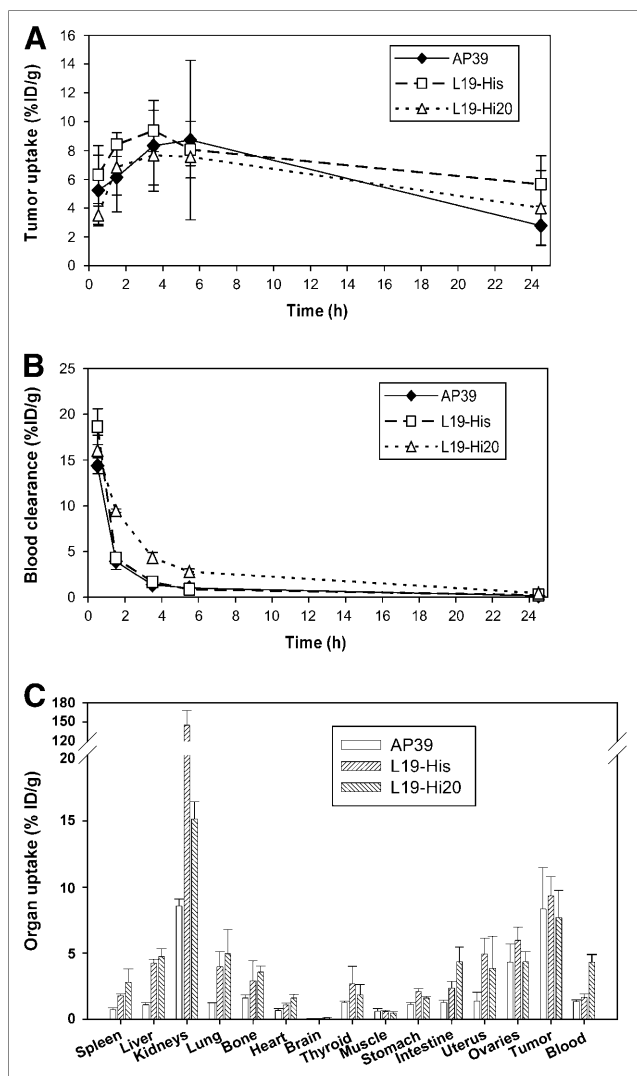 A
Tumor uptake (%ID/g)
16
14
12
10
8
6
4
2
0
AP39
L19-His
L19-Hi20
0 2 4 6 8 10 12 14 16 18 20 22 24
Time (h)
B
Blood clearance (%ID/g)
25
20
15
10
5
0
AP39
L19-His
L19-Hi20
0 2 4 6 8 10 12 14 16 18 20 22 24
Time (h)
C
Organ uptake (% ID/g)
180
150
120
20
15
10
5
0
AP39
L19-His
L19-Hi20
Spleen
Liver
Kidneys
Lung
Bone
Heart
Brain
Thyroid
Muscle
Stomach
Intestine
Uterus
Ovaries
Tumor
Blood